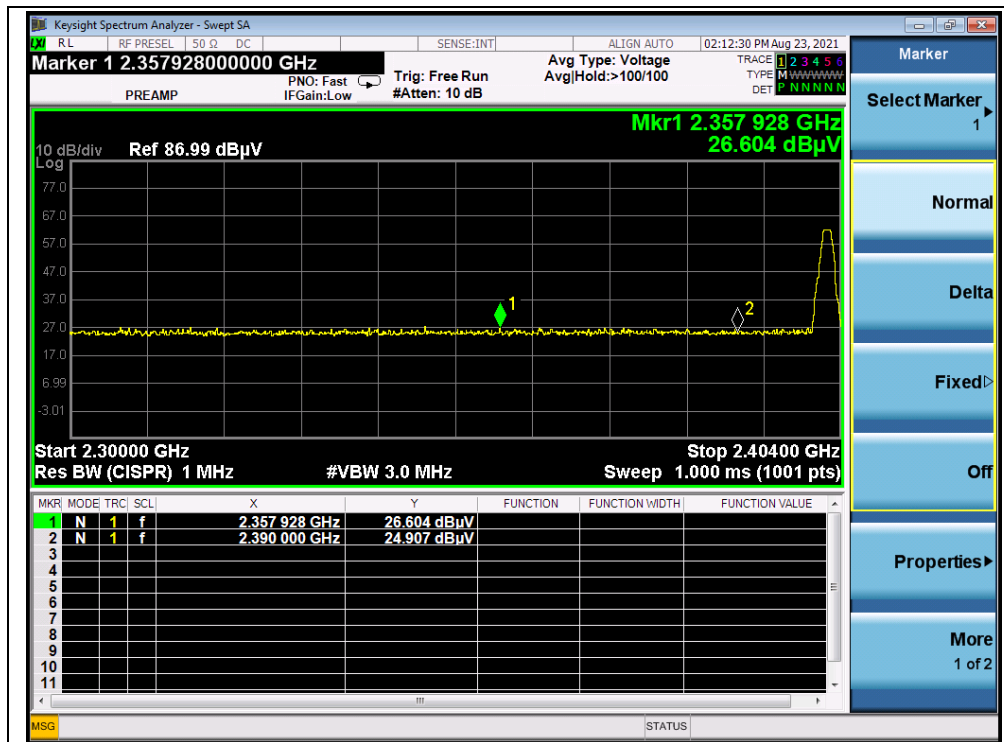 Keysight Spectrum Analyzer - Swept SA
LXI RL RF PRESEL 50 Ω DC SENSE:INT ALIGN AUTO 02:12:30 PM Aug 23, 2021
Marker 1 2.357928000000 GHz
PREAMP
PNO: Fast
IFGain:Low
Trig: Free Run
#Atten: 10 dB
Avg Type: Voltage
Avg|Hold:>100/100
TRACE 1 2 3 4 5 6
TYPE M W W W W W
DET P N N N N N
Mkr1 2.357 928 GHz
26.604 dBµV
10 dB/div Ref 86.99 dBµV
Log
77.0
67.0
57.0
47.0
37.0
27.0
17.0
6.99
-3.01
1
2
Start 2.30000 GHz Stop 2.40400 GHz
Res BW (CISPR) 1 MHz #VBW 3.0 MHz Sweep 1.000 ms (1001 pts)
MKR MODE TRC SCL X Y FUNCTION FUNCTION WIDTH FUNCTION VALUE
1 N 1 f 2.357 928 GHz 26.604 dBµV
2 N 1 f 2.390 000 GHz 24.907 dBµV
3
4
5
6
7
8
9
10
11
MSG STATUS
Marker
Select Marker
1
Normal
Delta
Fixed
Off
Properties
More
1 of 2